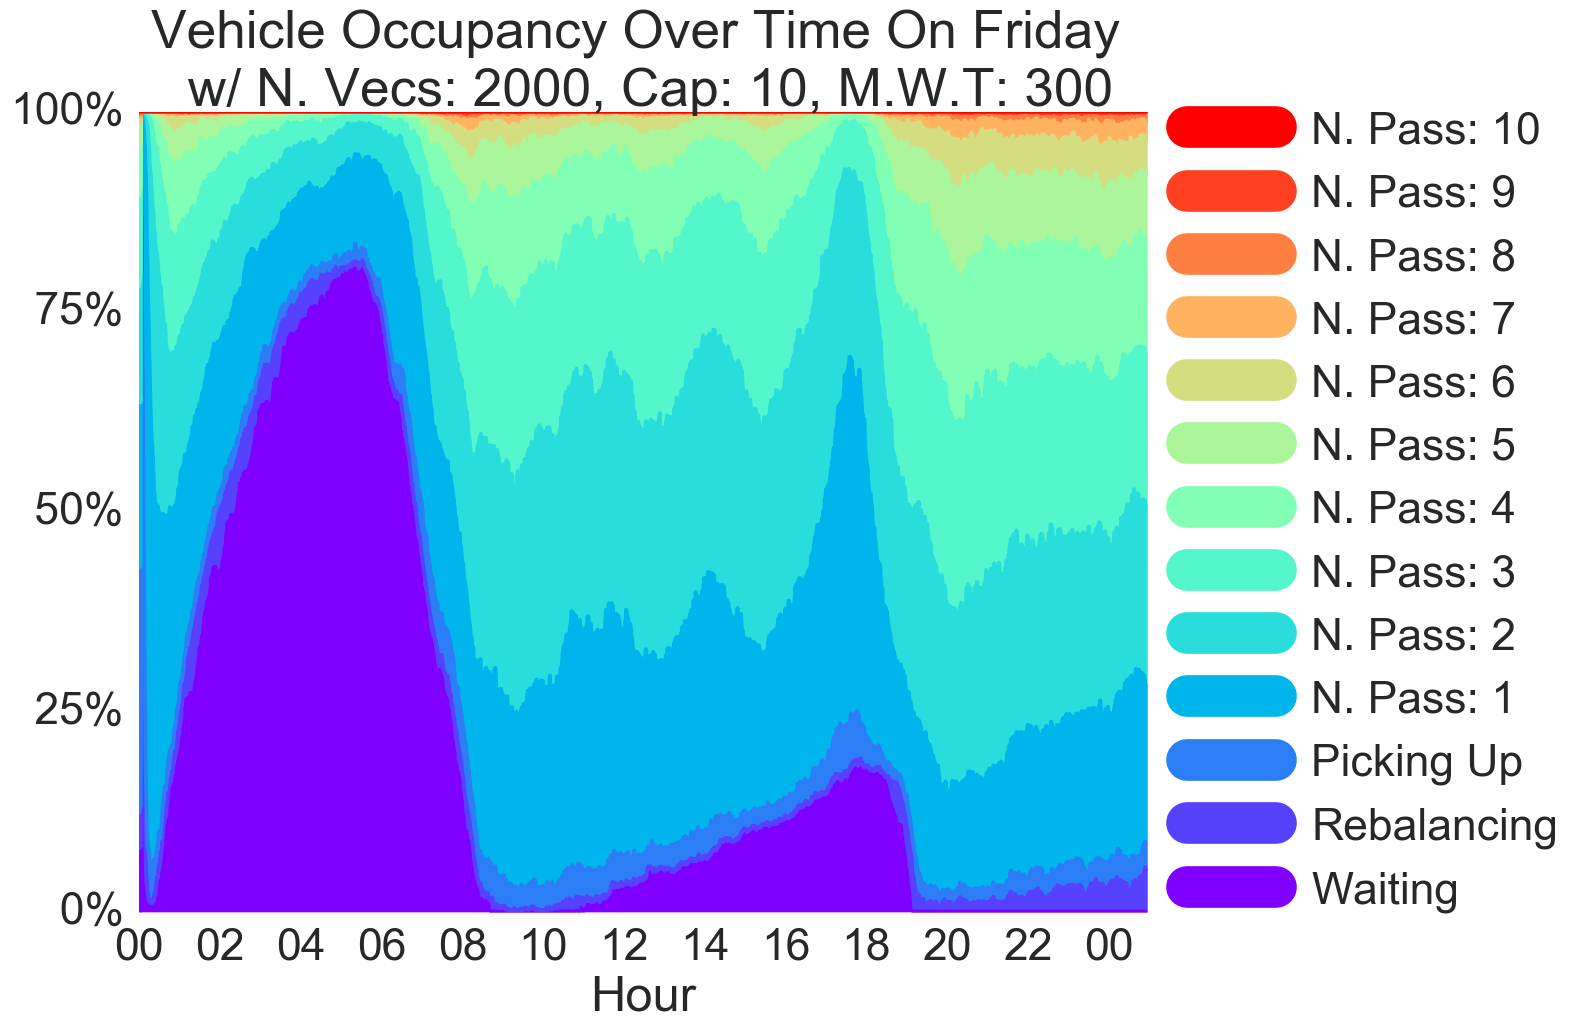 Vehicle Occupancy Over Time On Friday
w/ N. Vecs: 2000, Cap: 10, M.W.T: 300
100%
75%
50%
25%
0%
00 02 04 06 08 10 12 14 16 18 20 22 00
Hour
N. Pass: 10
N. Pass: 9
N. Pass: 8
N. Pass: 7
N. Pass: 6
N. Pass: 5
N. Pass: 4
N. Pass: 3
N. Pass: 2
N. Pass: 1
Picking Up
Rebalancing
Waiting